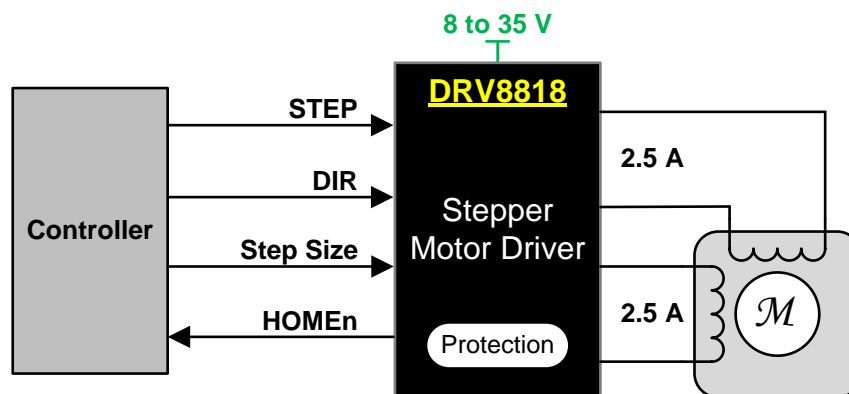 8 to 35 V
DRV8818
STEP
2.5 A
DIR
Controller
Stepper
Motor Driver
Step Size
HOMEn
2.5 A
M
Protection